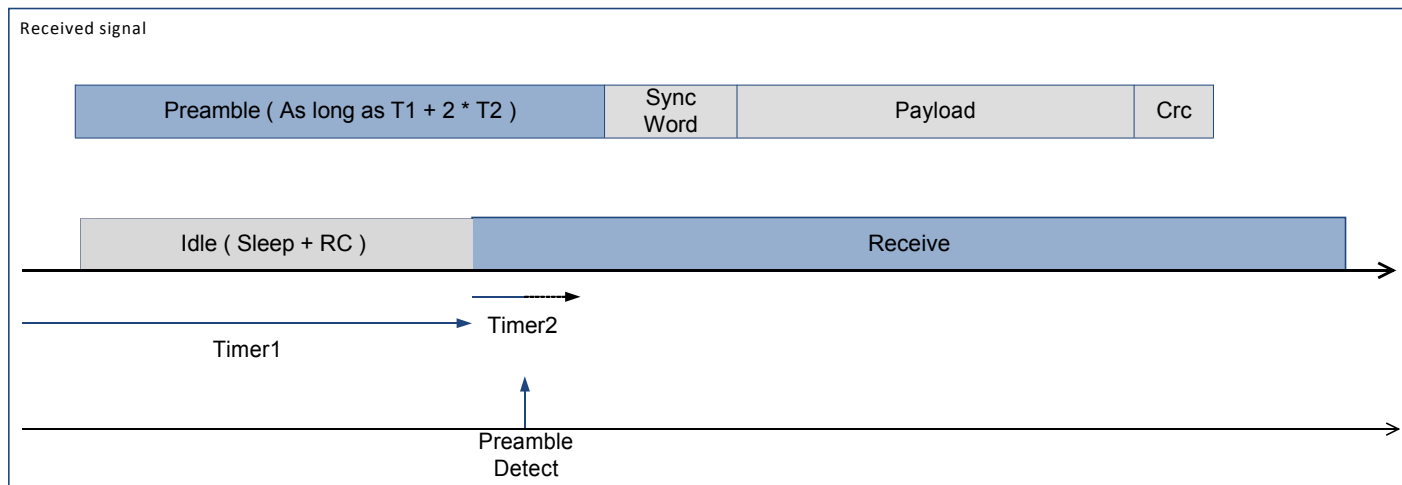 Received signal
Preamble ( As long as T1 + 2 * T2 )
Sync
Word
Payload
Crc
Idle ( Sleep + RC )
Receive
Timer2
Timer1
Preamble
Detect